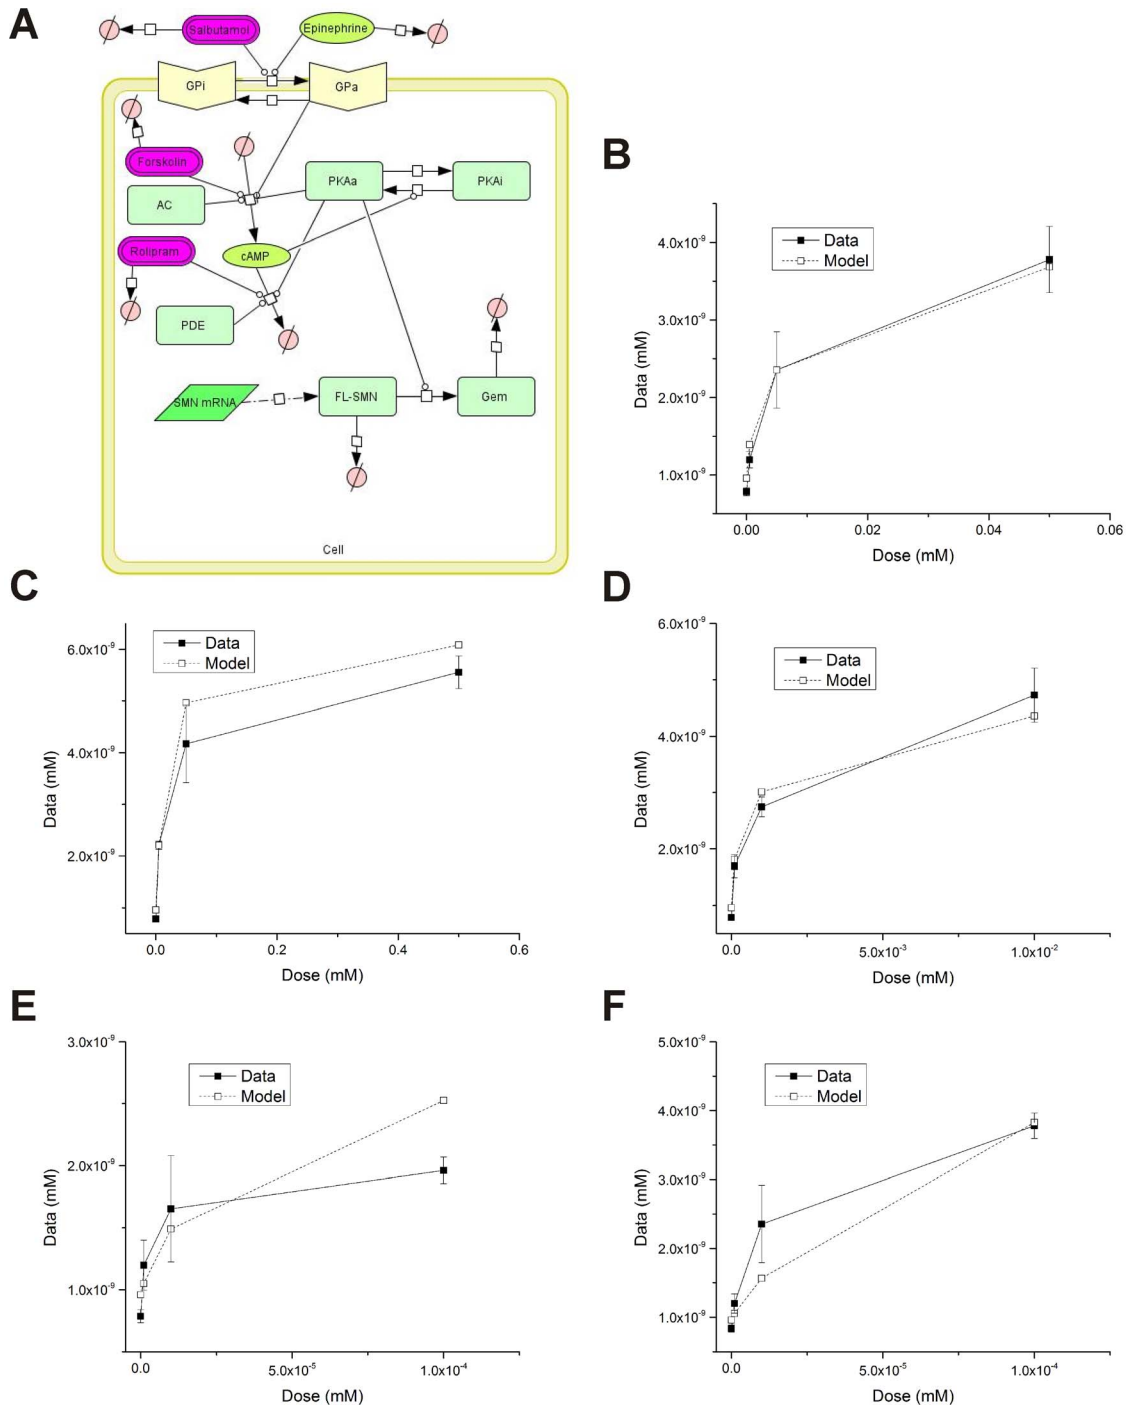 A
Salbutamol
Epinephrine
GPi
GPa
Forskolin
AC
PKAa
PKAi
Rolipram
cAMP
PDE
SMN mRNA
FL-SMN
Gem
Cell
B
Data
Model
4.0x10⁻⁹
3.0x10⁻⁹
2.0x10⁻⁹
1.0x10⁻⁹
Data (mM)
0.00 0.02 0.04 0.06
Dose (mM)
C
Data
Model
6.0x10⁻⁹
4.0x10⁻⁹
2.0x10⁻⁹
Data (mM)
0.0 0.2 0.4 0.6
Dose (mM)
D
Data
Model
6.0x10⁻⁹
4.0x10⁻⁹
2.0x10⁻⁹
Data (mM)
0.0 5.0x10⁻³ 1.0x10⁻²
Dose (mM)
E
Data
Model
3.0x10⁻⁹
2.0x10⁻⁹
1.0x10⁻⁹
Data (mM)
0.0 5.0x10⁻⁵ 1.0x10⁻⁴
Dose (mM)
F
Data
Model
5.0x10⁻⁹
4.0x10⁻⁹
3.0x10⁻⁹
2.0x10⁻⁹
1.0x10⁻⁹
Data (mM)
0.0 5.0x10⁻⁵ 1.0x10⁻⁴
Dose (mM)